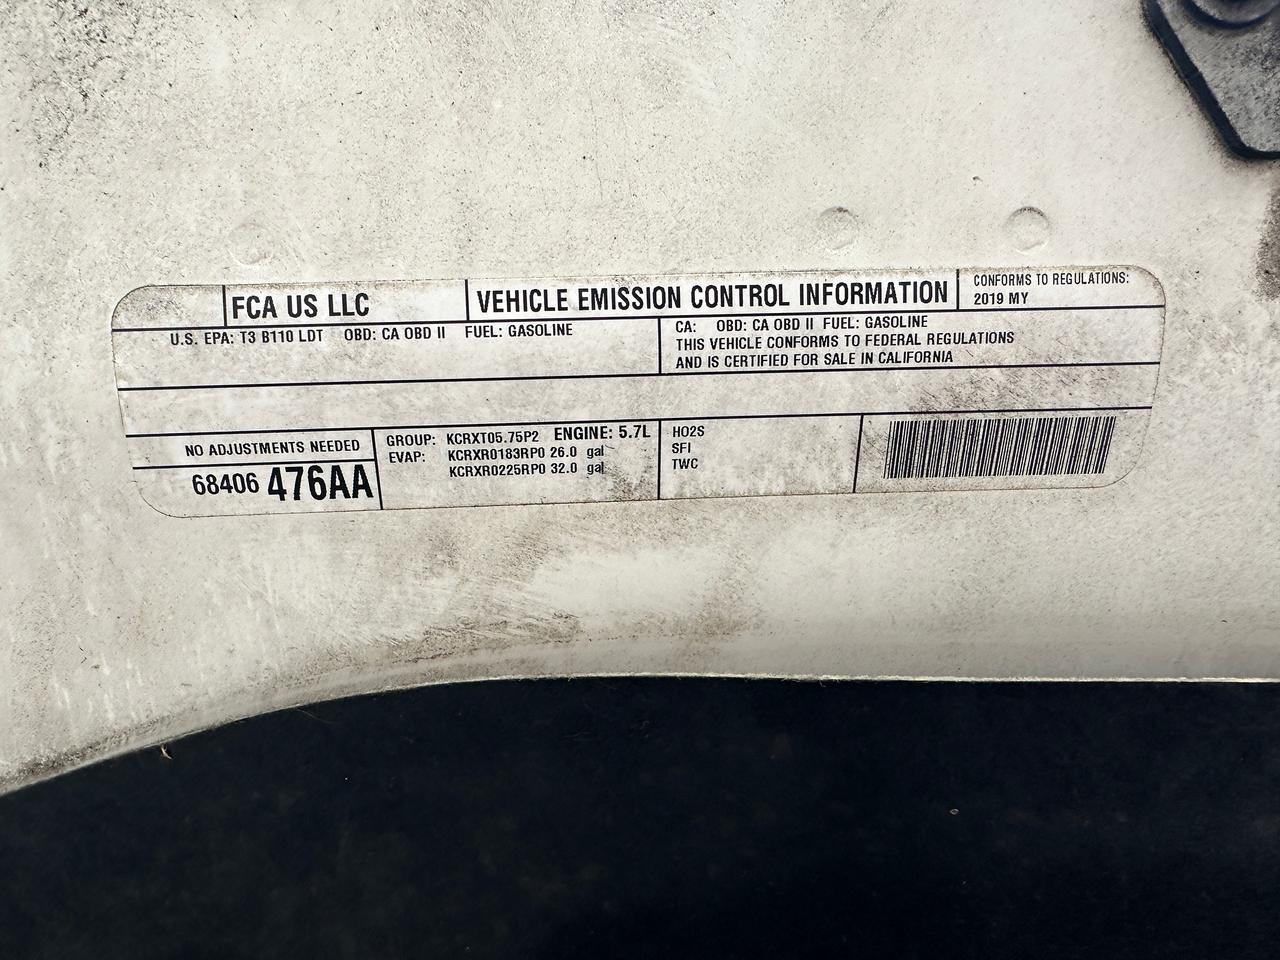 FCA US LLC
VEHICLE EMISSION CONTROL INFORMATION
CONFORMS TO REGULATIONS:
2019 MY
U.S. EPA: T3 B110 LDT OBD: CA OBD II FUEL: GASOLINE
CA: OBD: CA OBD II FUEL: GASOLINE
THIS VEHICLE CONFORMS TO FEDERAL REGULATIONS
AND IS CERTIFIED FOR SALE IN CALIFORNIA
NO ADJUSTMENTS NEEDED
68406 476AA
GROUP: KCRXT05.75P2 ENGINE: 5.7L
EVAP: KCRXR0183RP0 26.0 gal
KCRXR0225RP0 32.0 gal
HO2S
SFI
TWC